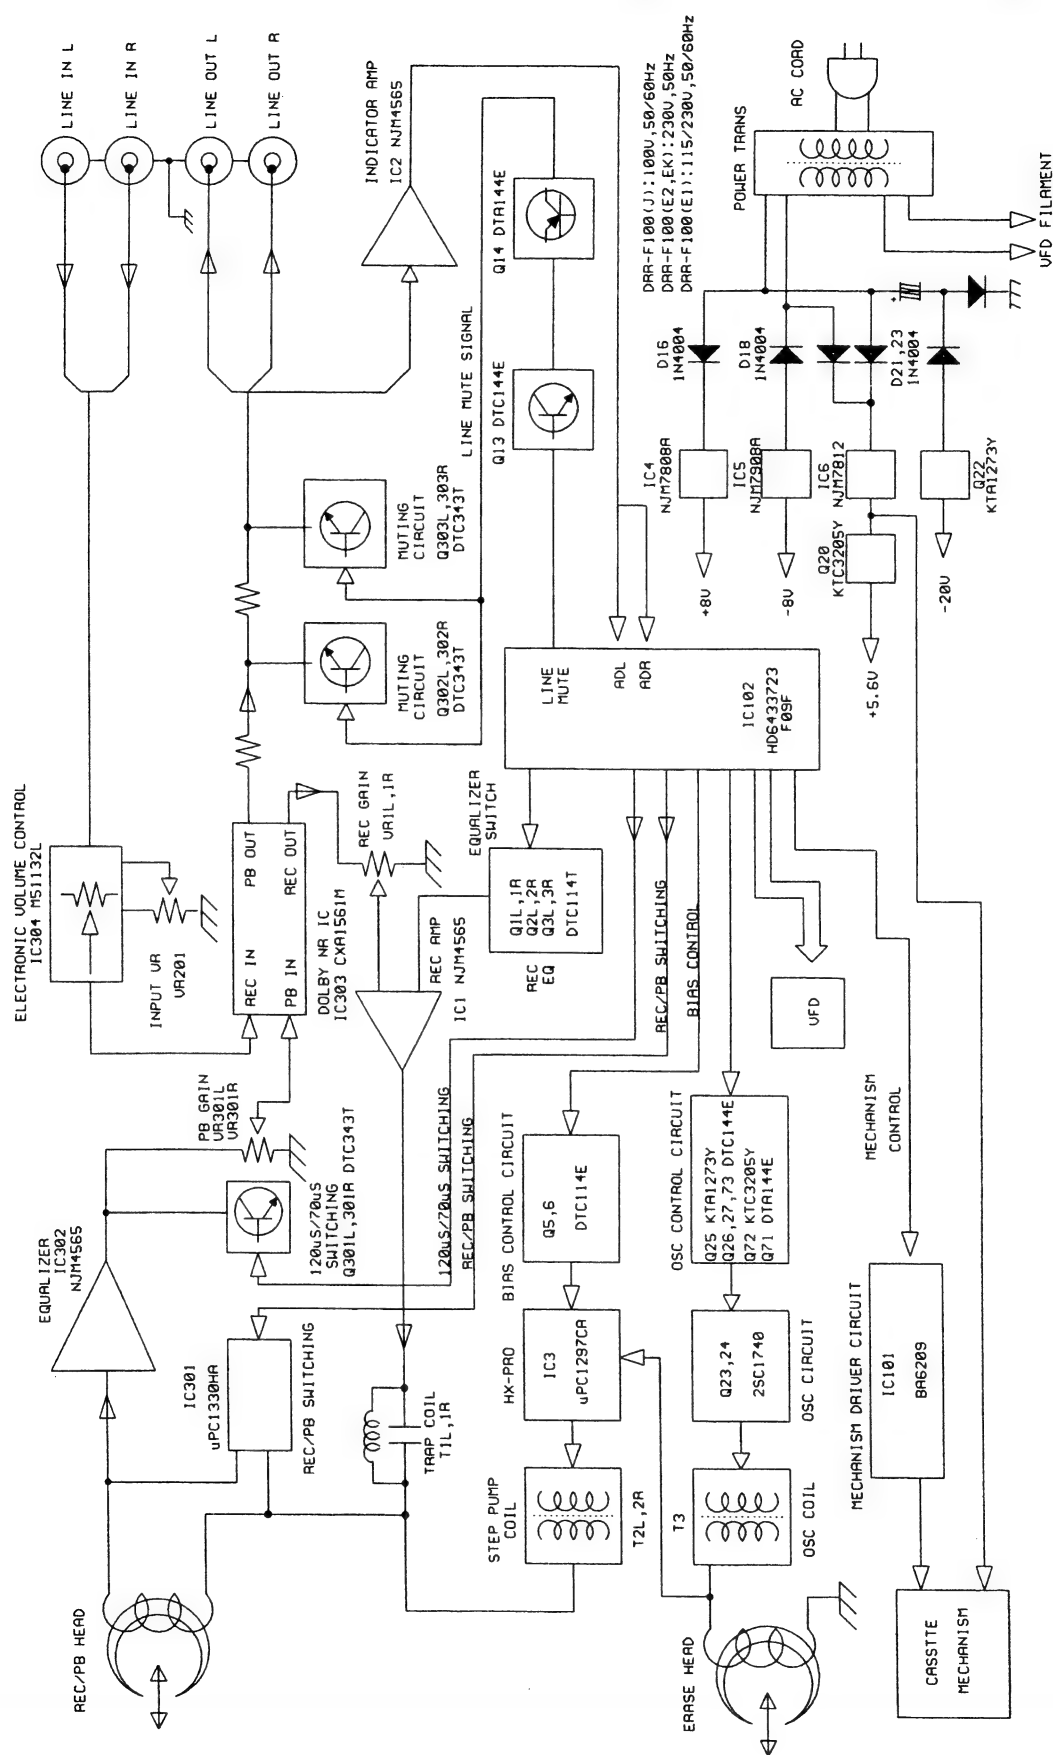 REC/PB HEAD
EQUALIZER
IC302
NJM4565
PB GAIN
VR301L
VR301R
ELECTRONIC VOLUME CONTROL
IC304 M51132L
INPUT VR
VR201
LINE IN L
LINE IN R
LINE OUT L
LINE OUT R
REC IN
PB IN
PB OUT
REC OUT
DOLBY NR IC
IC303 CXA1561M
IC301
uPC1330HA
REC/PB SWITCHING
120uS/70uS
SWITCHING
Q301L,301R DTC343T
REC GAIN
VR1L,1R
MUTING
CIRCUIT
Q302L,302R
DTC343T
MUTING
CIRCUIT
Q303L,303R
DTC343T
INDICATOR AMP
IC2 NJM4565
TRAP COIL
T1L,1R
REC AMP
IC1 NJM4565
120uS/70uS SWITCHING
REC/PB SWITCHING
EQUALIZER
SWITCH
LINE MUTE SIGNAL
Q13 DTC144E
Q14 DTA144E
STEP PUMP
COIL
T2L,2R
HX-PRO
IC3
uPC1297CA
BIAS CONTROL CIRCUIT
Q5,6
DTC114E
REC
EQ
Q1L,1R
Q2L,2R
Q3L,3R
DTC114T
REC/PB SWITCHING
BIAS CONTROL
LINE
MUTE
ADL
ADR
IC102
HD6433723
F09F
DRR-F100(J):100V,50/60Hz
DRR-F100(E2,EK):230V,50Hz
DRR-F100(E1):115/230V,50/60Hz
ERASE HEAD
T3
OSC COIL
Q23,24
2SC1740
OSC CIRCUIT
OSC CONTROL CIRCUIT
Q25 KTA1273Y
Q26,27,73 DTC144E
Q72 KTC3205Y
Q71 DTA144E
VFD
+8V
IC4
NJM7808A
D16
1N4004
-8V
IC5
NJM7908A
D18
1N4004
POWER TRANS
AC CORD
+5.6V
Q20
KTC3205Y
IC6
NJM7812
D21,23
1N4004
+
-20V
Q22
KTA1273Y
VFD FILAMENT
MECHANISM DRIVER CIRCUIT
IC101
BA6209
MECHANISM
CONTROL
CASSTTE
MECHANISM